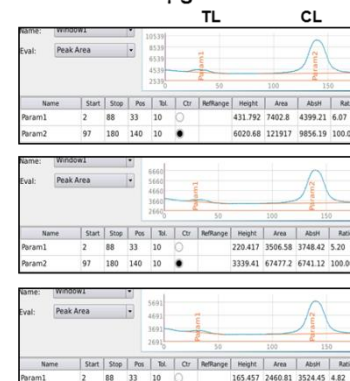 TL CL
Name: Window1
Eval: Peak Area
10539
8539
6539
4539
2539
Param1
Param2
50 100 150
Name Start Stop Pos Tol. Ctr RefRange Height Area AbsH
Param1 2 88 33 10 431.792 7402.8 4399.21 6.07
Param2 97 180 140 10 6020.68 121917 9856.19 100.0
Name: Window1
Eval: Peak Area
6660
5660
4660
3660
2660
Param1
Param2
50 100 150
Name Start Stop Pos Tol. Ctr RefRange Height Area AbsH
Param1 2 88 33 10 220.417 3506.58 3748.42 5.20
Param2 97 180 140 10 3339.41 67477.2 6741.12 100.0
Name: Window1
Eval: Peak Area
5691
4691
3691
2691
Param1
Param2
50 100 150
Name Start Stop Pos Tol. Ctr RefRange Height Area AbsH
Param1 2 88 33 10 165.457 2460.81 3524.45 4.82